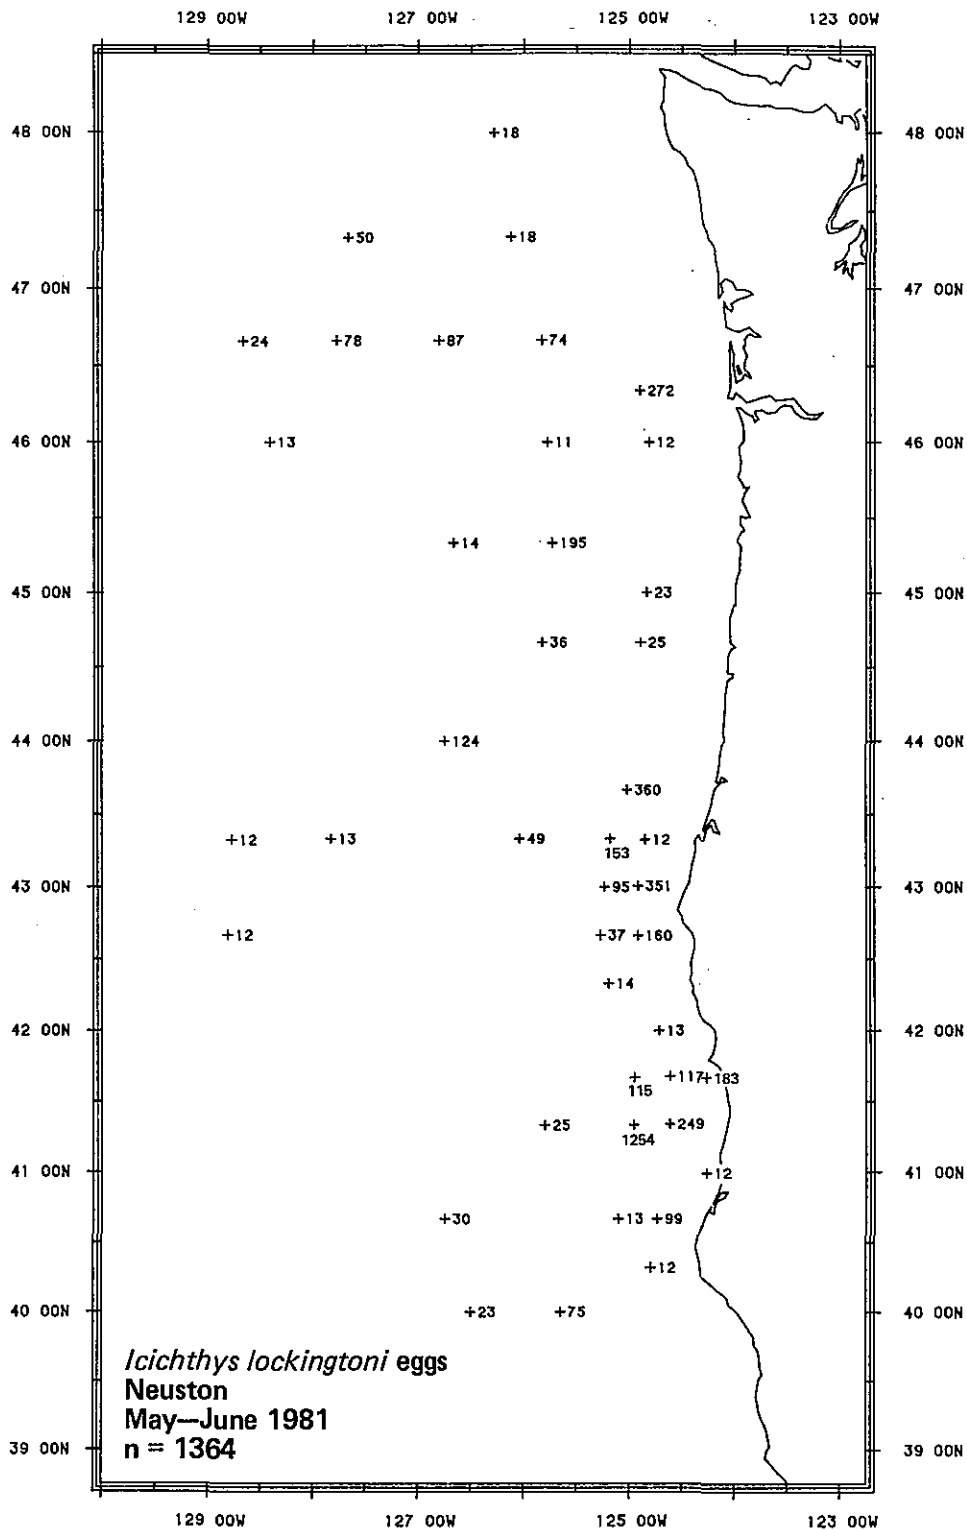 129 00W 127 00W 125 00W 123 00W
48 00N +18 48 00N
+50 +18
47 00N 47 00N
+24 +78 +87 +74
+272
46 00N +13 +11 +12 46 00N
+14 +195
45 00N +23 45 00N
+36 +25
44 00N +124 44 00N
+360
+12 +13 +49 + +12
153
43 00N +95 +351 43 00N
+12 +37 +160
+14
42 00N +13 42 00N
+ +117 +183
115
+25 + +249
1254
41 00N +12 41 00N
+30 +13 +99
+12
40 00N +23 +75 40 00N
Icichthys lockingtoni eggs
Neuston
May—June 1981
n = 1364
39 00N 39 00N
129 00W 127 00W 125 00W 123 00W